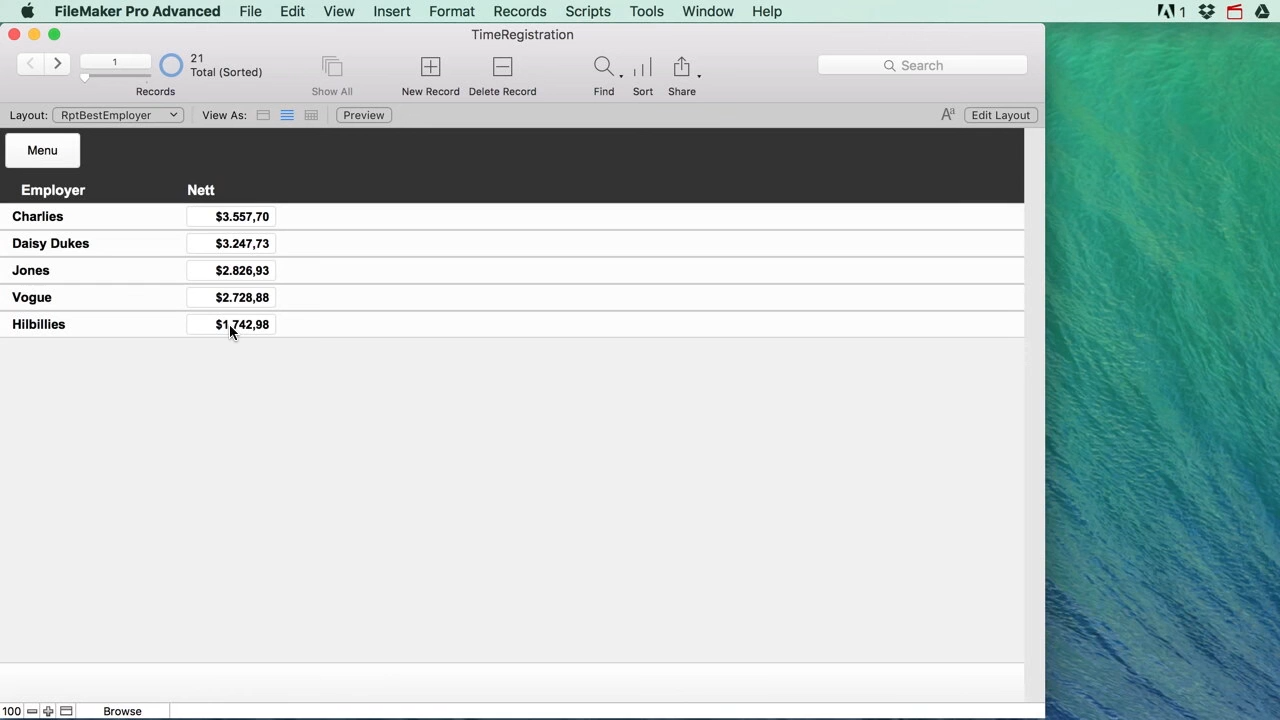 FileMaker Pro Advanced File Edit View Insert Format Records Scripts Tools Window Help 1
TimeRegistration
1
21
Total (Sorted)
Records
Show All
New Record
Delete Record
Find
Sort
Share
Search
Layout: RptBestEmployer View As: Preview Aa Edit Layout
Menu
Employer Nett
Charlies $3.557,70
Daisy Dukes $3.247,73
Jones $2.826,93
Vogue $2.728,88
Hilbillies $1.742,98
100 Browse